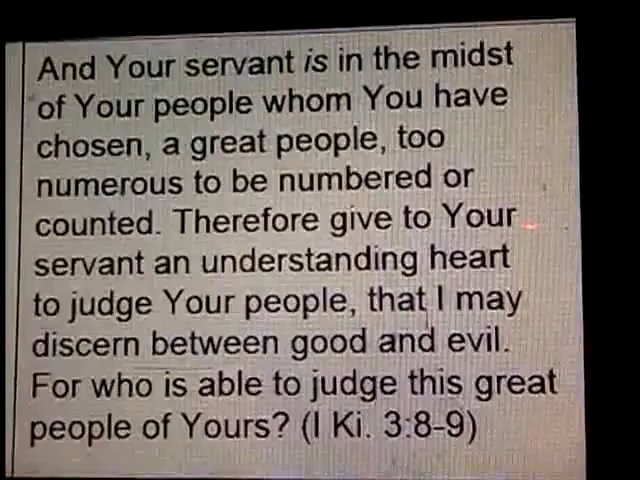 And Your servant is in the midst
of Your people whom You have
chosen, a great people, too
numerous to be numbered or
counted. Therefore give to Your
servant an understanding heart
to judge Your people, that I may
discern between good and evil.
For who is able to judge this great
people of Yours? (I Ki. 3:8-9)